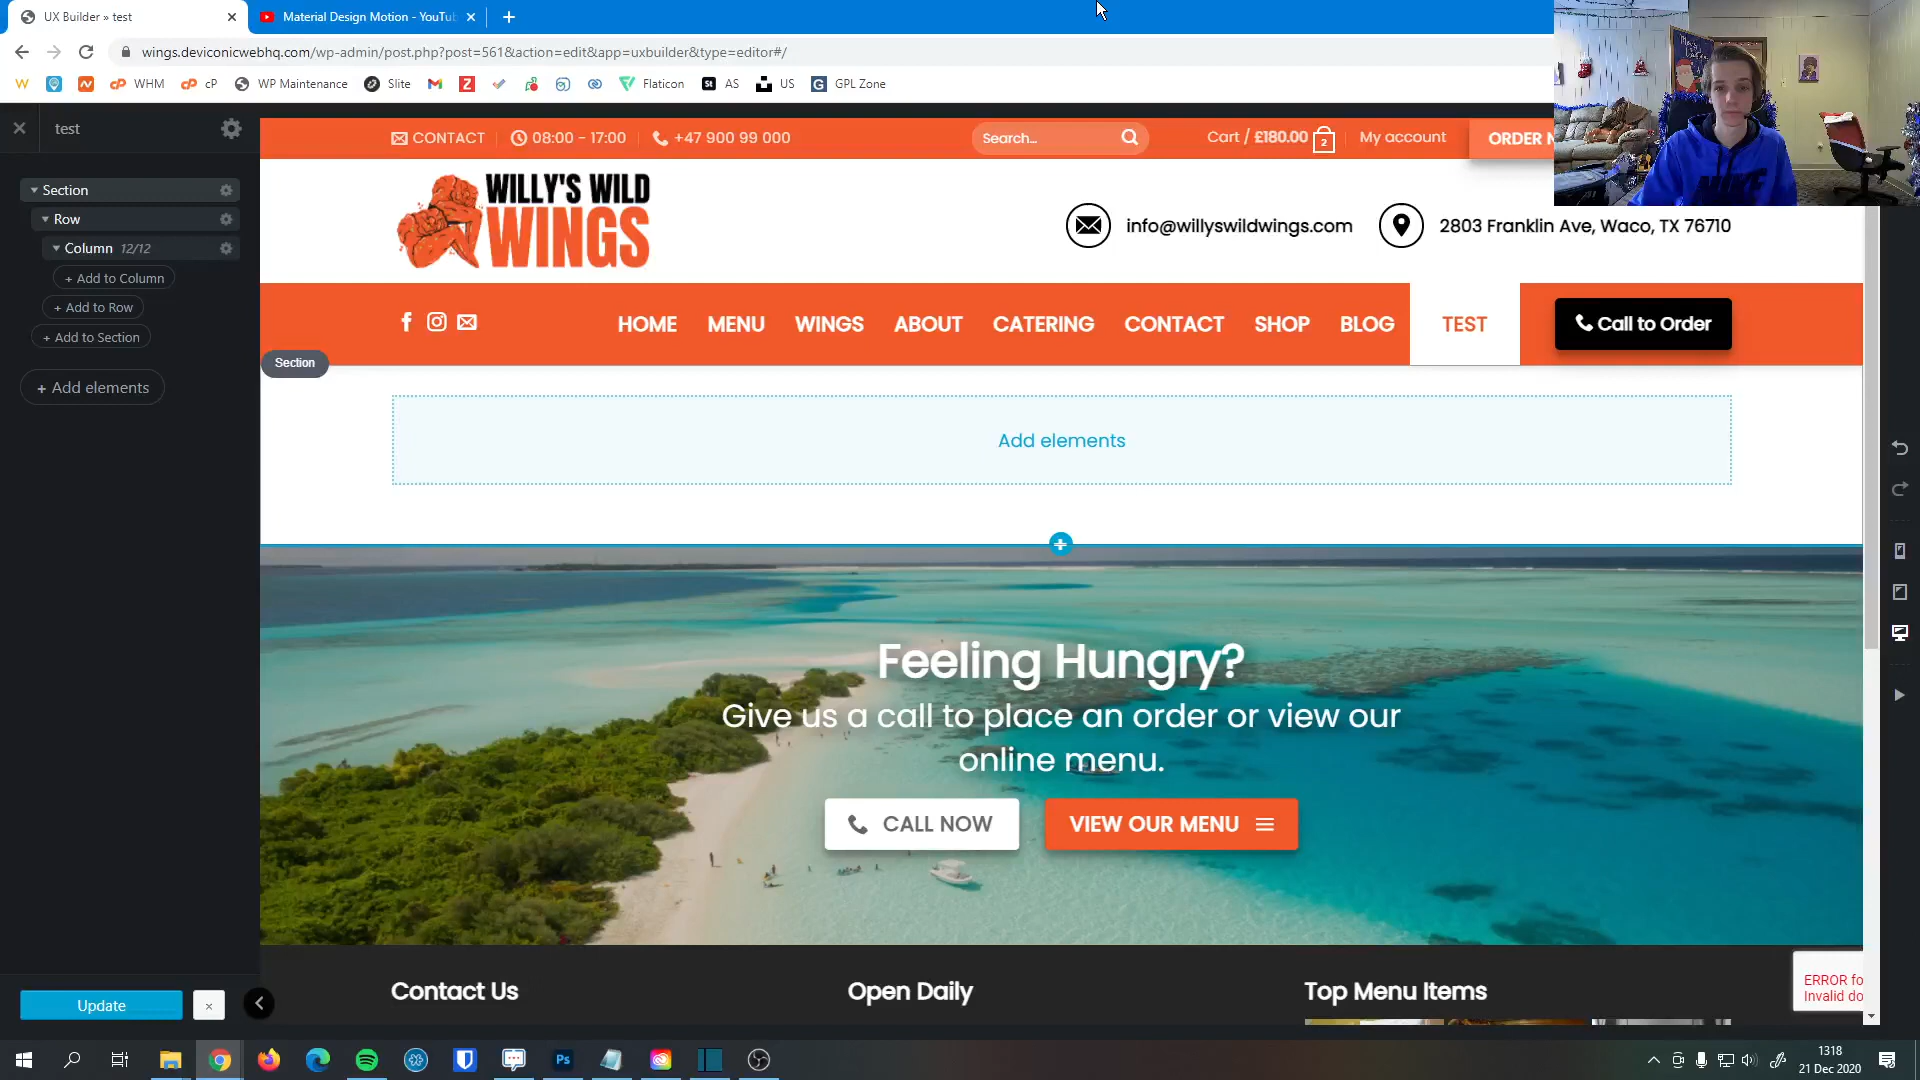 UX Builder » test
Material Design Motion - YouTub
wings.deviconicwebhq.com/wp-admin/post.php?post=561&action=edit&app=uxbuilder&type=editor#/
WHM
cP
WP Maintenance
Slite
Flaticon
AS
US
GPL Zone
test
Section
Row
Column 12/12
+ Add to Column
+ Add to Row
+ Add to Section
+ Add elements
Update
CONTACT
08:00 - 17:00
+47 900 99 000
Search...
Cart / £180.00
2
My account
ORDER N
WILLY'S WILD
WINGS
info@willyswildwings.com
2803 Franklin Ave, Waco, TX 76710
HOME
MENU
WINGS
ABOUT
CATERING
CONTACT
SHOP
BLOG
TEST
Call to Order
Section
Add elements
Feeling Hungry?
Give us a call to place an order or view our
online menu.
CALL NOW
VIEW OUR MENU
Contact Us
Open Daily
Top Menu Items
ERROR fo
Invalid do
NIKE
Ps
13:18
21 Dec 2020